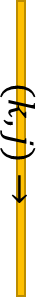 (k,j) →